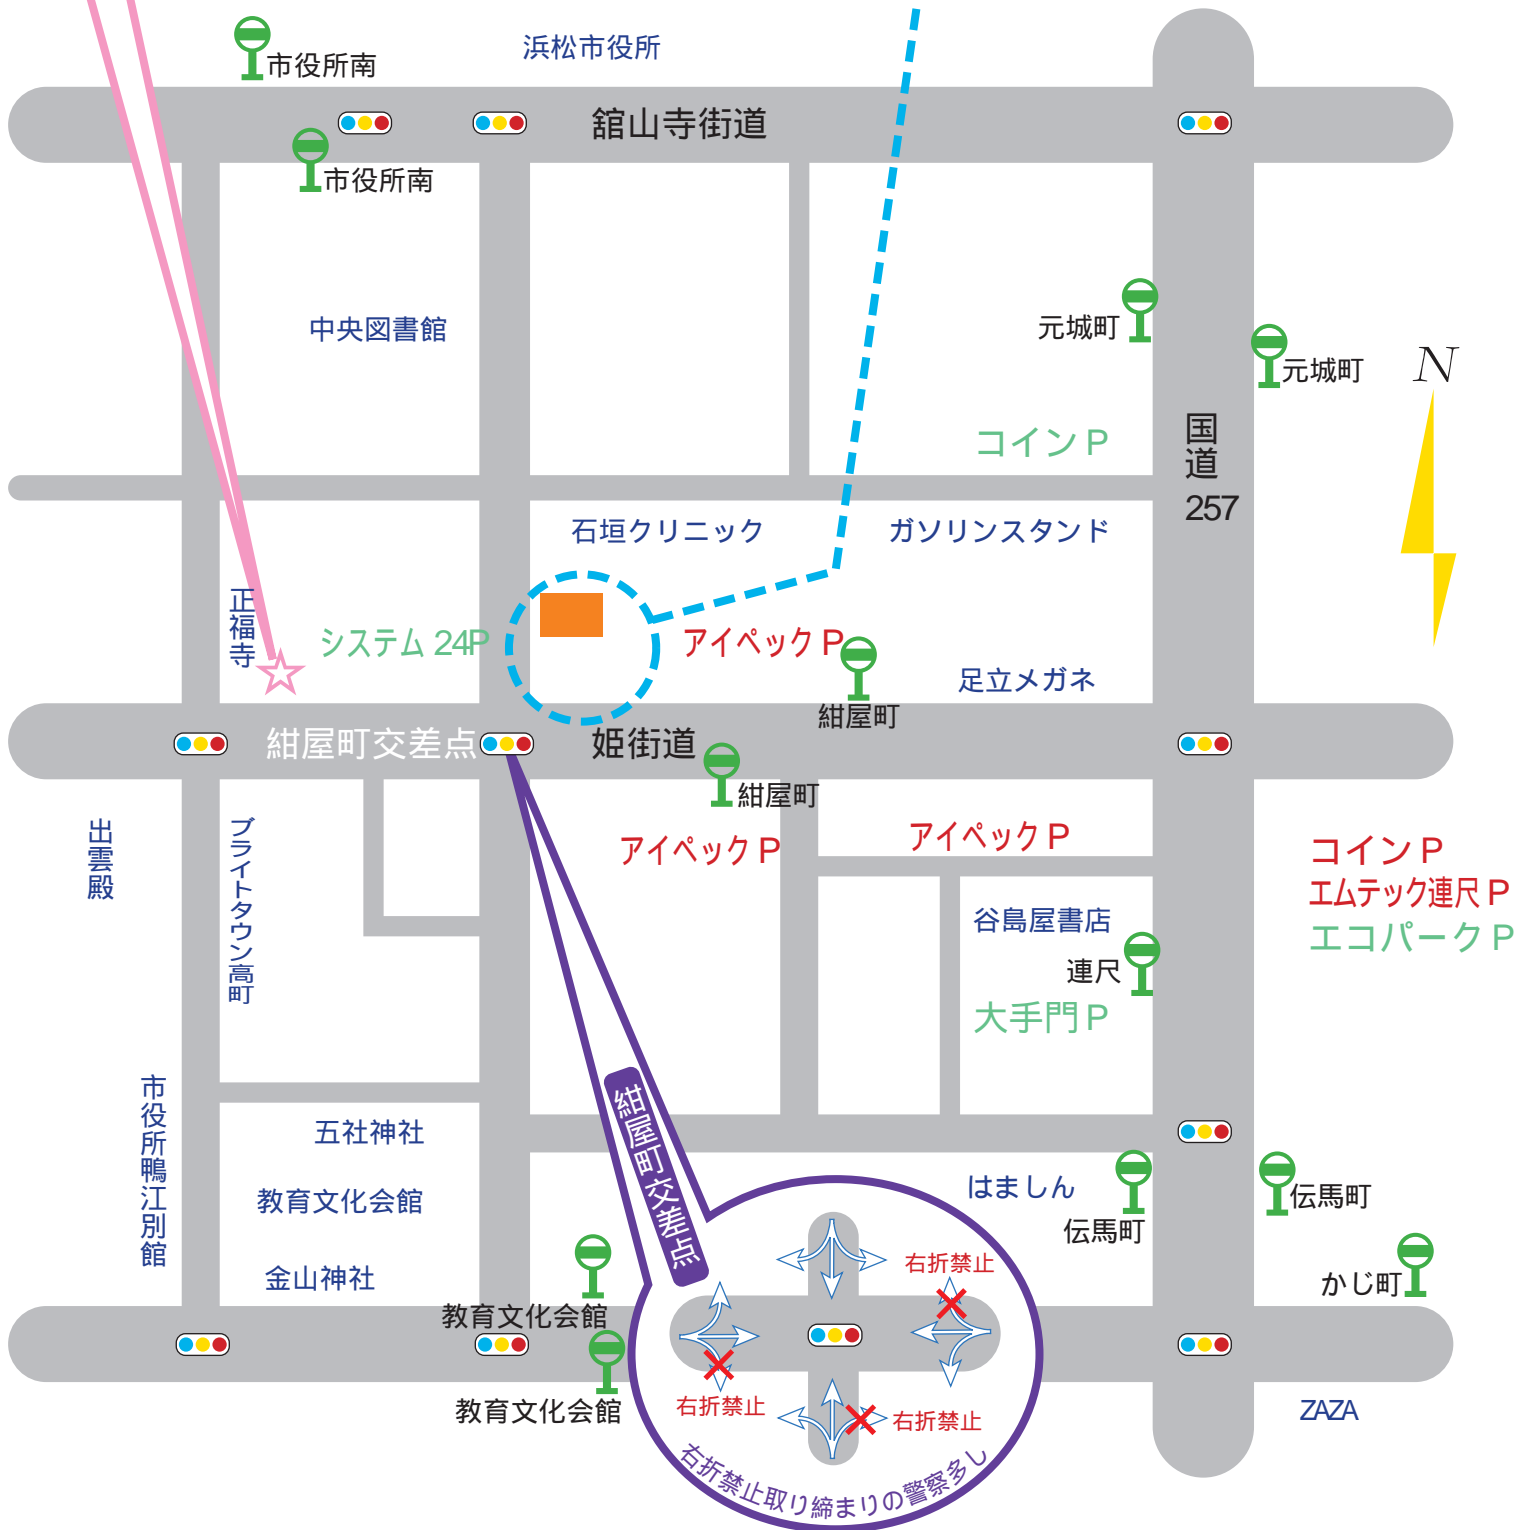 市役所南
浜松市役所
舘山寺街道
市役所南
元城町
中央図書館
元城町
N
コインP
国道257
石垣クリニック
ガソリンスタンド
正福寺
システム24P
アイペックP
足立メガネ
紺屋町
紺屋町交差点
姫街道
紺屋町
出雲殿
ブライトタウン高町
アイペックP
アイペックP
コインP
エムテック連尺P
エコパークP
谷島屋書店
連尺
大手門P
市役所鴨江別館
五社神社
紺屋町交差点
教育文化会館
はましん
伝馬町
伝馬町
金山神社
かじ町
教育文化会館
右折禁止
教育文化会館
右折禁止
右折禁止
ZAZA
右折禁止取り締まりの警察多し